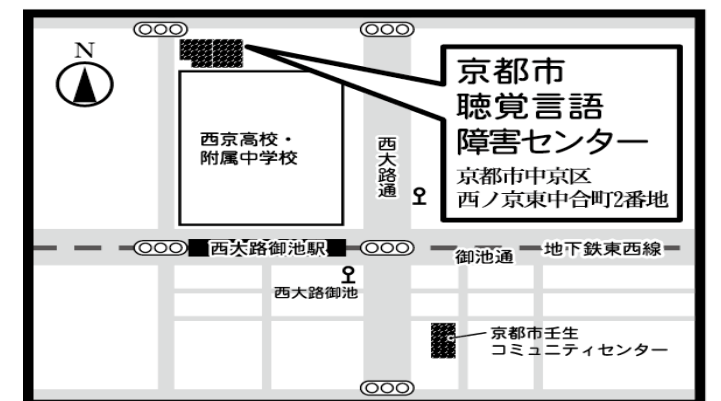 N
京都市
聴覚言語
障害センター
京都市中京区
西ノ京東中合町2番地
西京高校・
附属中学校
西大路通
西大路御池駅
御池通
地下鉄東西線
西大路御池
京都市壬生
コミュニティセンター